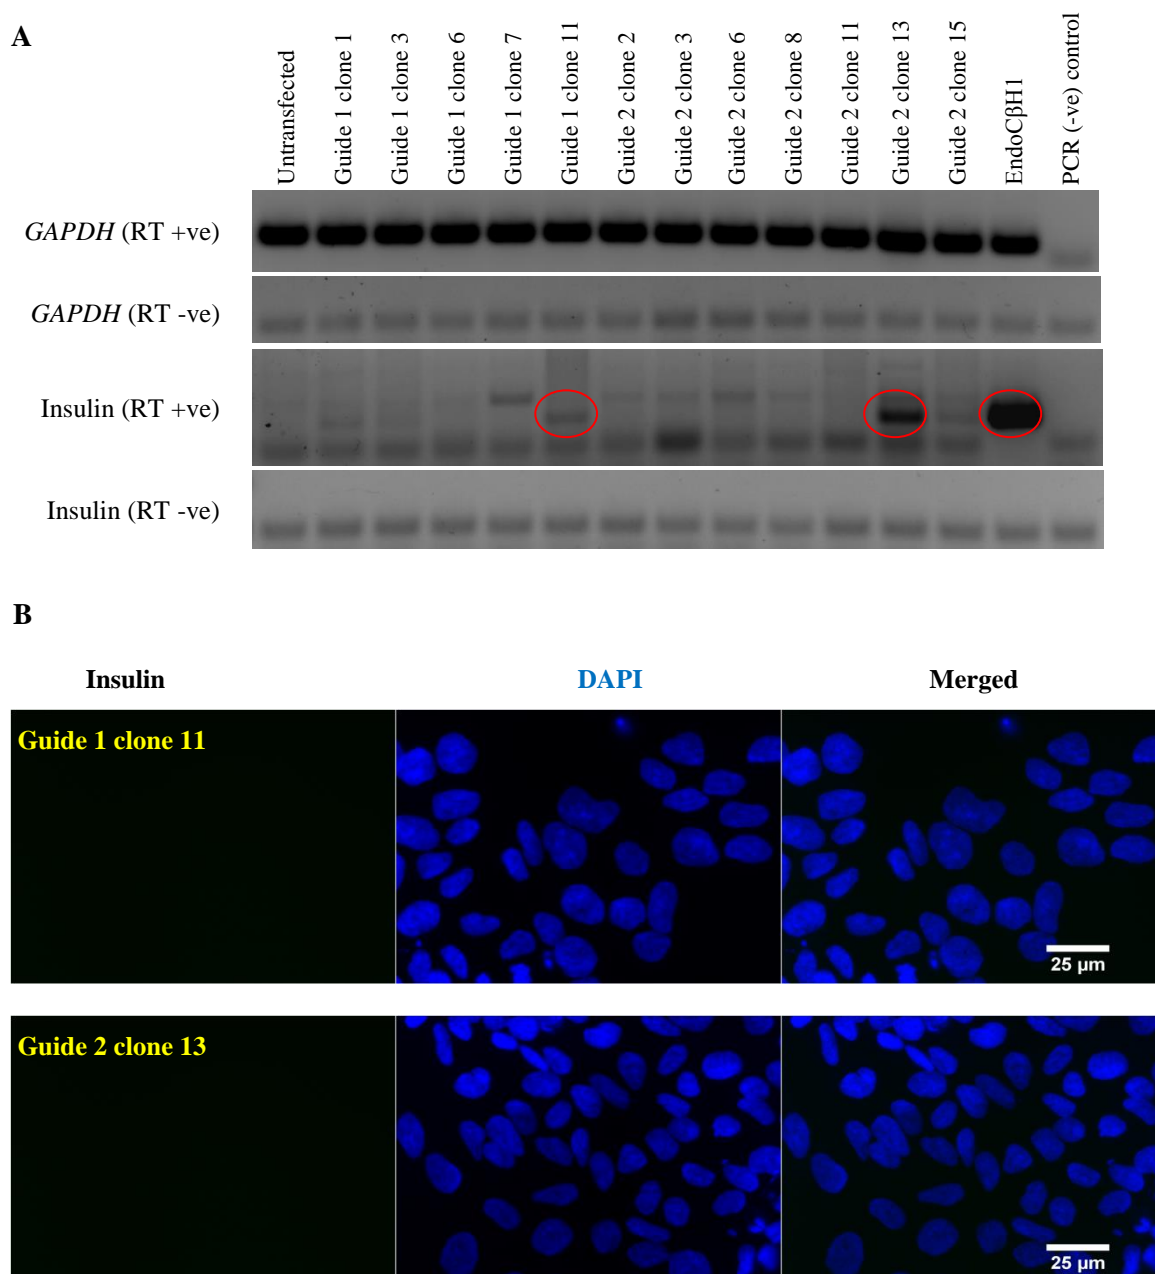 A
Untransfected
Guide 1 clone 1
Guide 1 clone 3
Guide 1 clone 6
Guide 1 clone 7
Guide 1 clone 11
Guide 2 clone 2
Guide 2 clone 3
Guide 2 clone 6
Guide 2 clone 8
Guide 2 clone 11
Guide 2 clone 13
Guide 2 clone 15
EndoCβH1
PCR (-ve) control
GAPDH (RT +ve)
GAPDH (RT -ve)
Insulin (RT +ve)
Insulin (RT -ve)
B
Insulin DAPI Merged
Guide 1 clone 11
25 µm
Guide 2 clone 13
25 µm